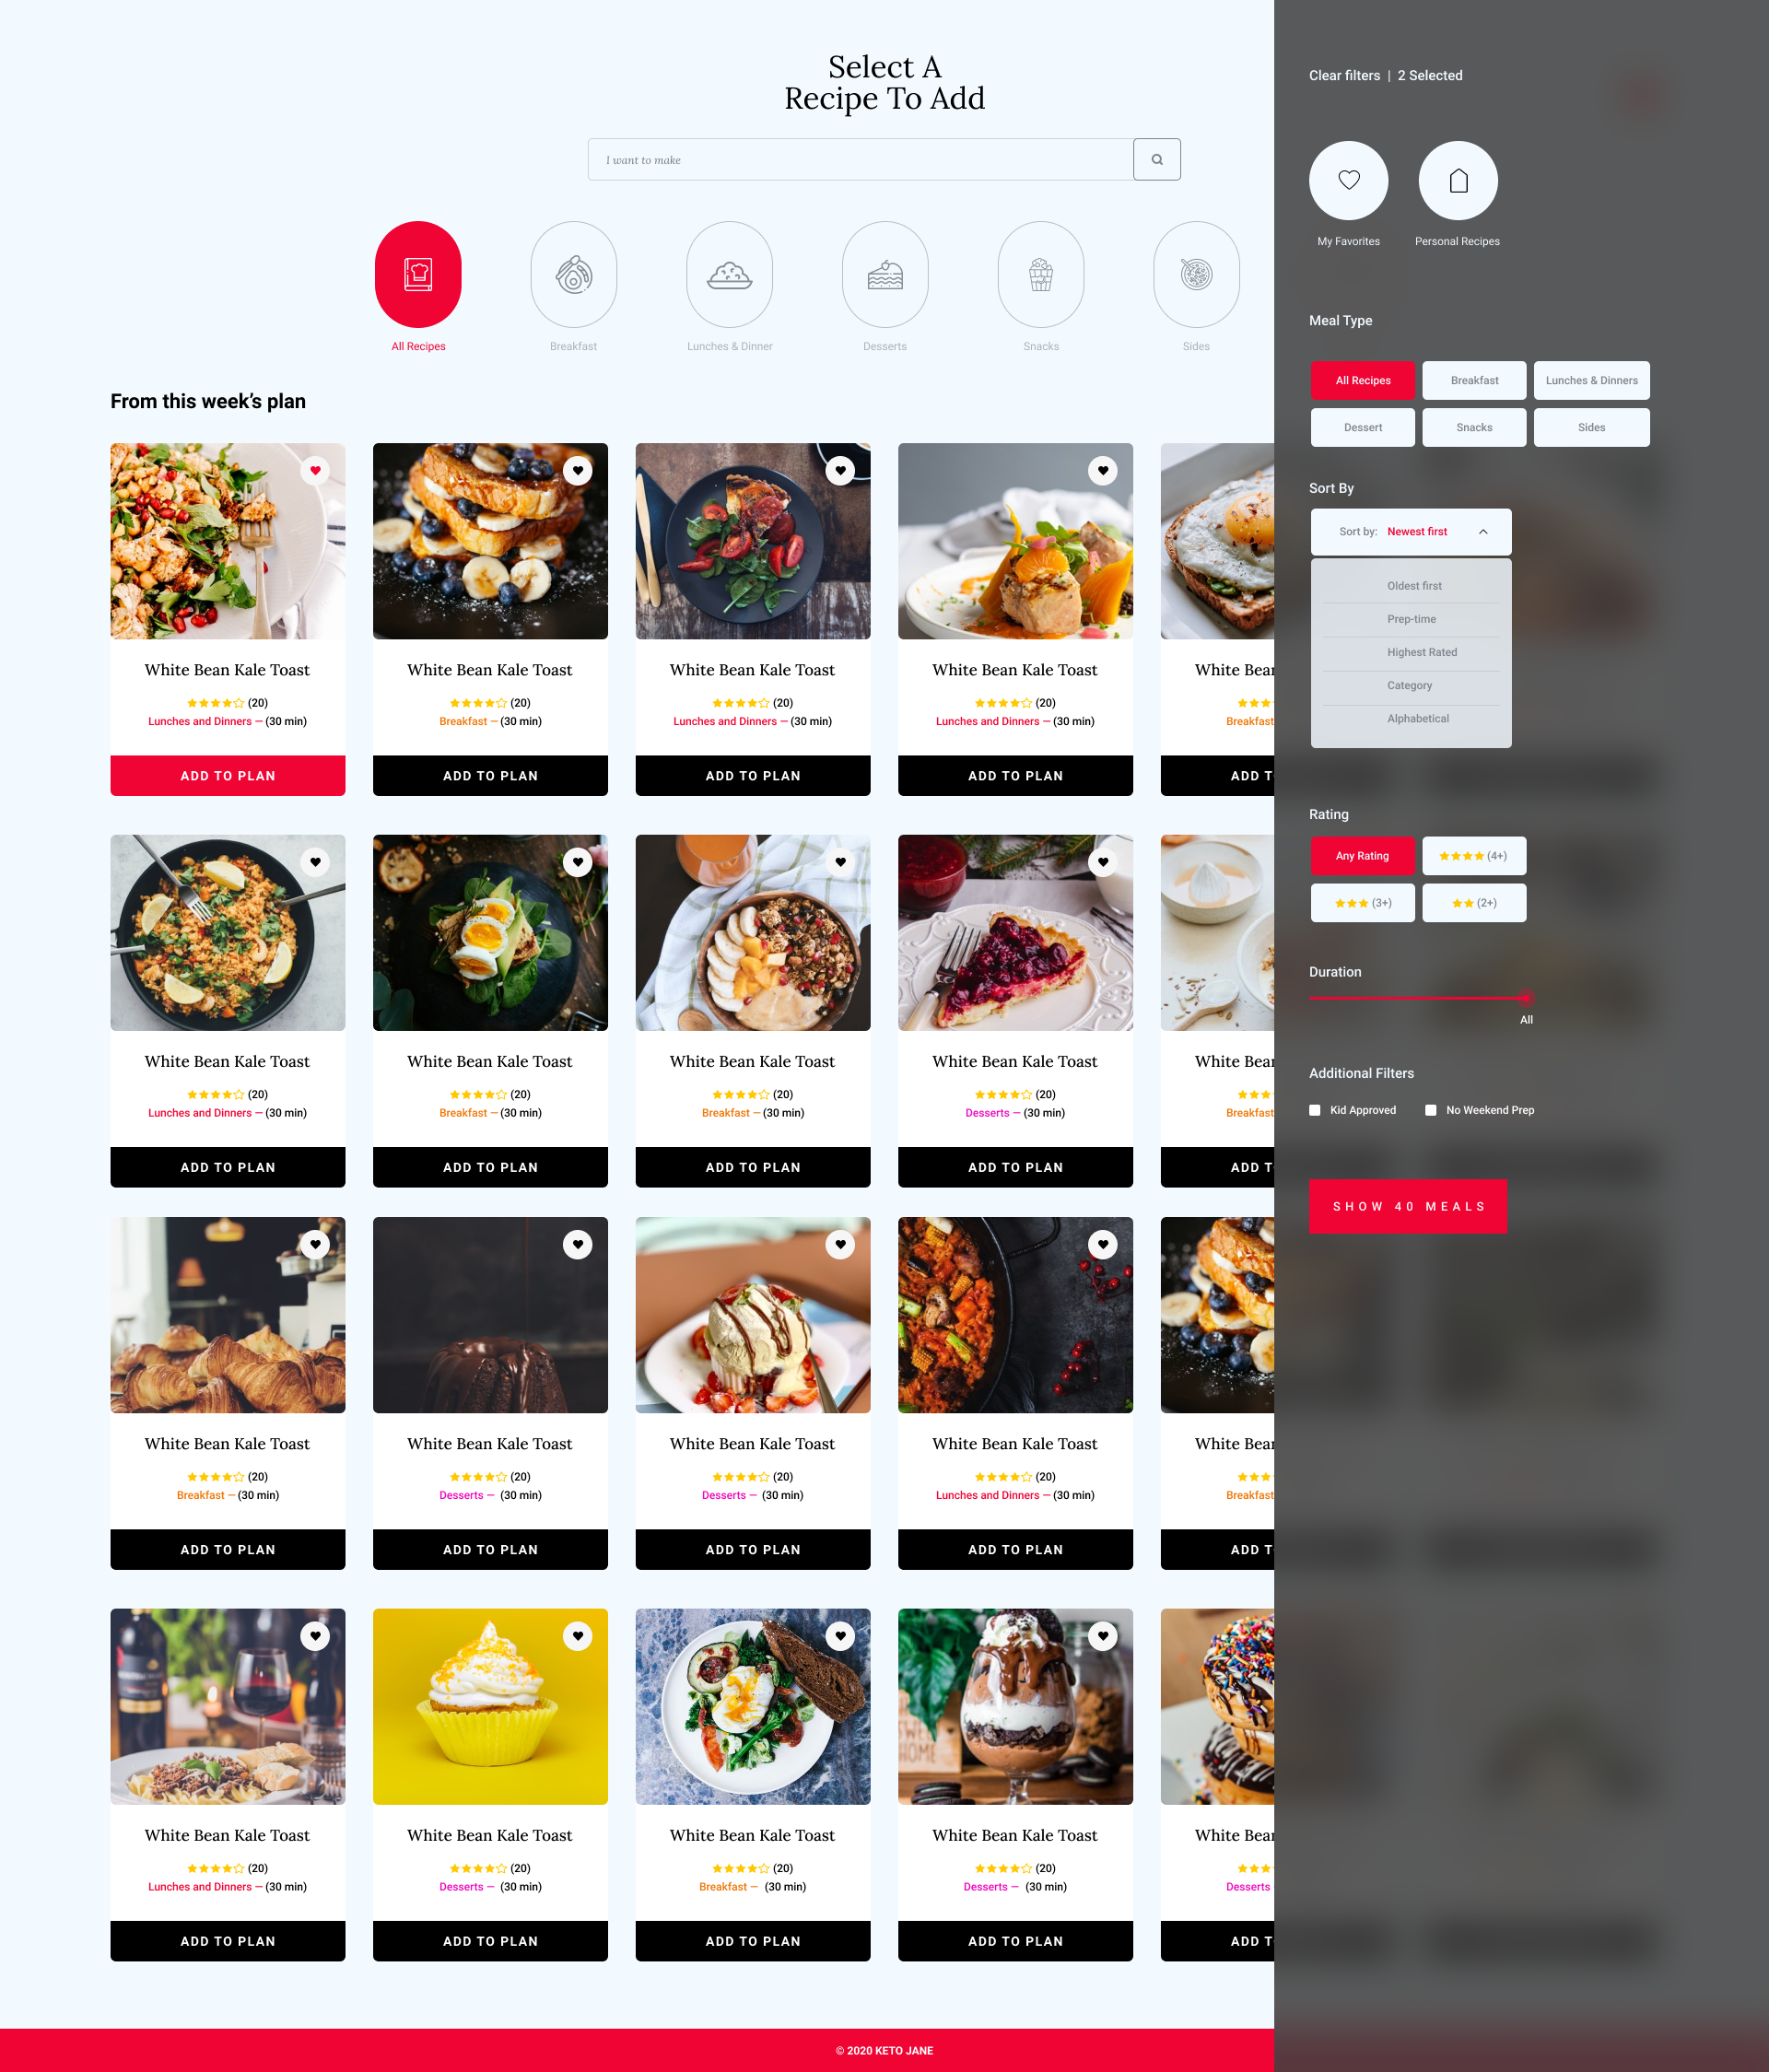 Select A
Recipe To Add
I want to make
All Recipes
Breakfast
Lunches & Dinner
Desserts
Snacks
Sides
From this week’s plan
White Bean Kale Toast
(20)
Lunches and Dinners — (30 min)
ADD TO PLAN
White Bean Kale Toast
(20)
Breakfast — (30 min)
ADD TO PLAN
White Bean Kale Toast
(20)
Lunches and Dinners — (30 min)
ADD TO PLAN
White Bean Kale Toast
(20)
Lunches and Dinners — (30 min)
ADD TO PLAN
White Bean
Breakfast
ADD T
White Bean Kale Toast
(20)
Lunches and Dinners — (30 min)
ADD TO PLAN
White Bean Kale Toast
(20)
Breakfast — (30 min)
ADD TO PLAN
White Bean Kale Toast
(20)
Breakfast — (30 min)
ADD TO PLAN
White Bean Kale Toast
(20)
Desserts — (30 min)
ADD TO PLAN
White Bean
Breakfast
ADD T
White Bean Kale Toast
(20)
Breakfast — (30 min)
ADD TO PLAN
White Bean Kale Toast
(20)
Desserts — (30 min)
ADD TO PLAN
White Bean Kale Toast
(20)
Desserts — (30 min)
ADD TO PLAN
White Bean Kale Toast
(20)
Lunches and Dinners — (30 min)
ADD TO PLAN
White Bean
Breakfast
ADD T
White Bean Kale Toast
(20)
Lunches and Dinners — (30 min)
ADD TO PLAN
White Bean Kale Toast
(20)
Desserts — (30 min)
ADD TO PLAN
White Bean Kale Toast
(20)
Breakfast — (30 min)
ADD TO PLAN
White Bean Kale Toast
(20)
Desserts — (30 min)
ADD TO PLAN
White Bean
Desserts
ADD T
© 2020 KETO JANE
Clear filters | 2 Selected
My Favorites
Personal Recipes
Meal Type
All Recipes
Breakfast
Lunches & Dinners
Dessert
Snacks
Sides
Sort By
Sort by: Newest first
Oldest first
Prep-time
Highest Rated
Category
Alphabetical
Rating
Any Rating
(4+)
(3+)
(2+)
Duration
All
Additional Filters
Kid Approved
No Weekend Prep
SHOW 40 MEALS